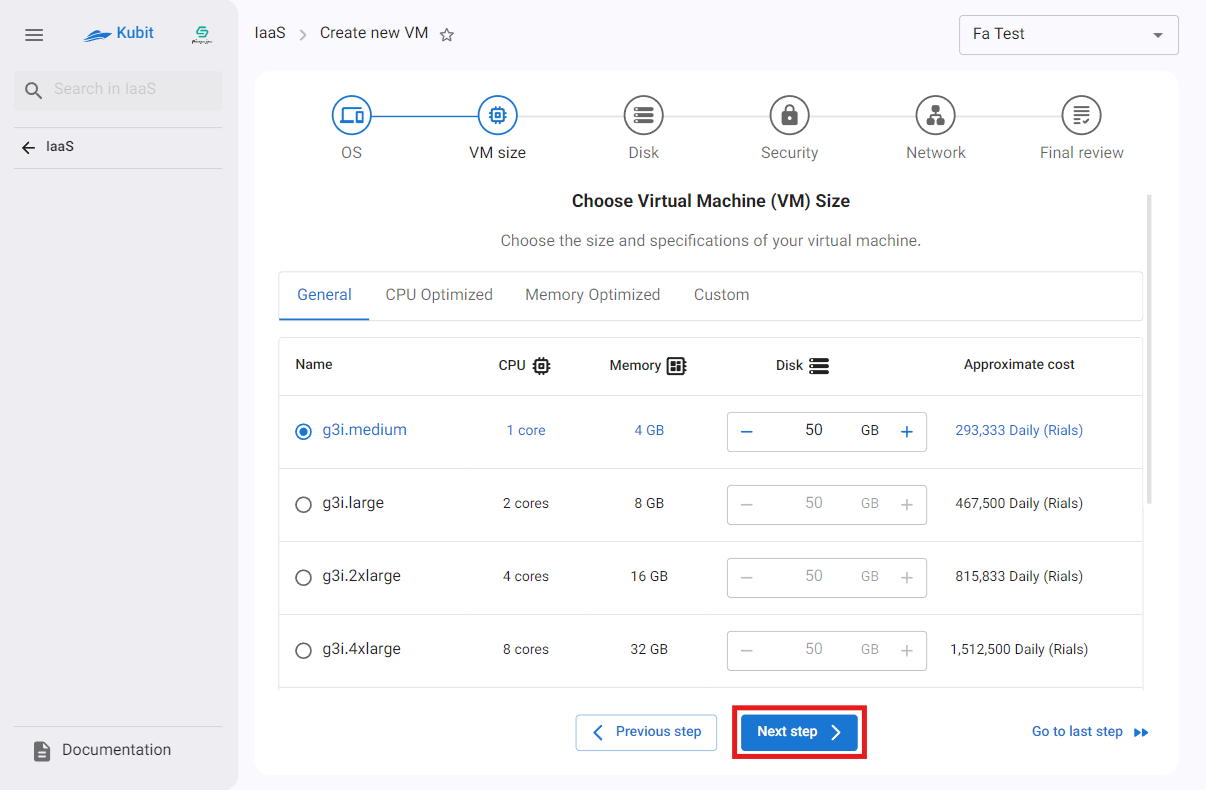 Kubit
IaaS > Create new VM
Fa Test
Search in IaaS
IaaS
OS
VM size
Disk
Security
Network
Final review
Choose Virtual Machine (VM) Size
Choose the size and specifications of your virtual machine.
General CPU Optimized Memory Optimized Custom
Name CPU Memory Disk Approximate cost
g3i.medium 1 core 4 GB − 50 GB + 293,333 Daily (Rials)
g3i.large 2 cores 8 GB − 50 GB + 467,500 Daily (Rials)
g3i.2xlarge 4 cores 16 GB − 50 GB + 815,833 Daily (Rials)
g3i.4xlarge 8 cores 32 GB − 50 GB + 1,512,500 Daily (Rials)
Previous step Next step Go to last step
Documentation